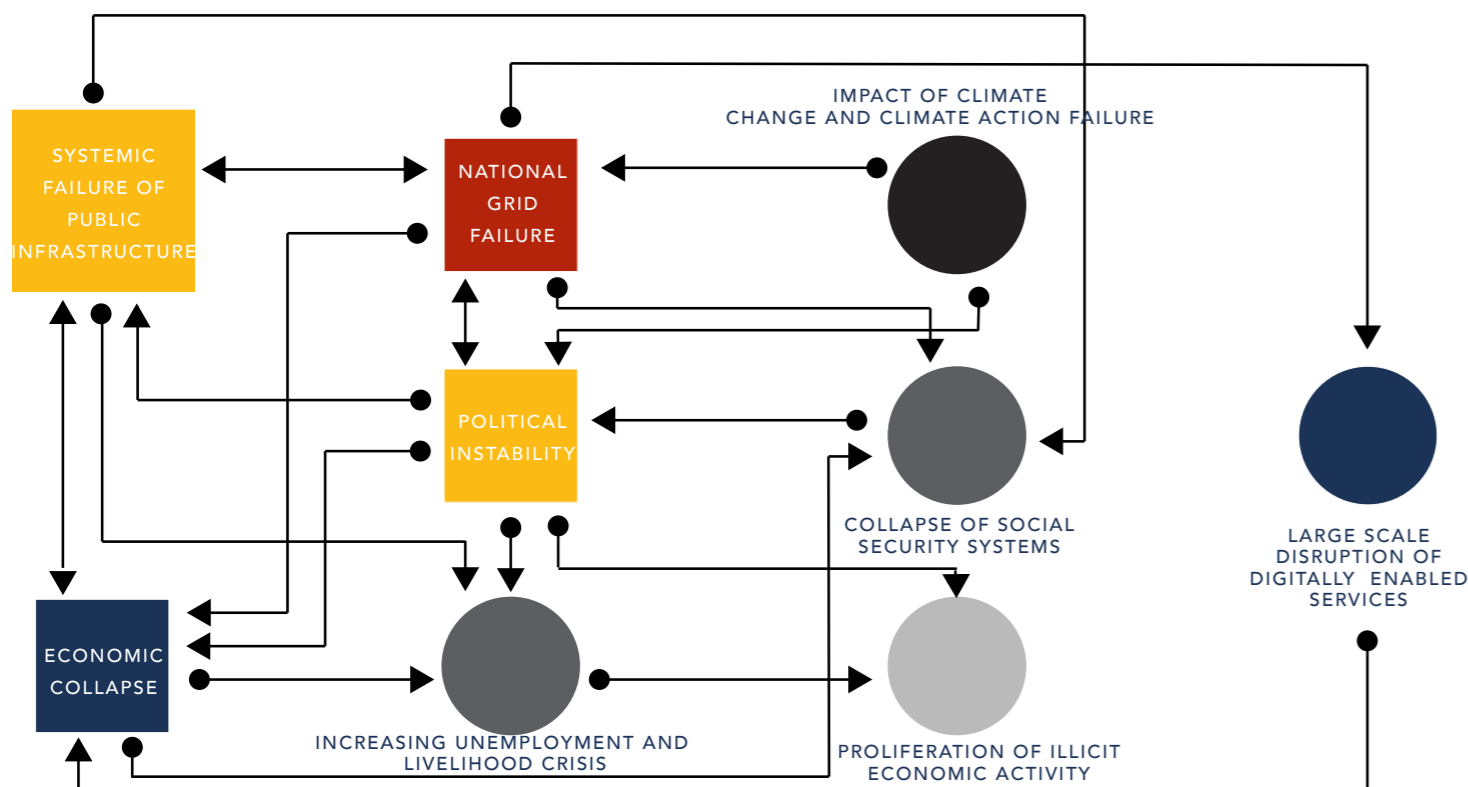 IMPACT OF CLIMATE
CHANGE AND CLIMATE ACTION FAILURE
SYSTEMIC
FAILURE OF
PUBLIC
INFRASTRUCTURE
NATIONAL
GRID
FAILURE
POLITICAL
INSTABILITY
COLLAPSE OF SOCIAL
SECURITY SYSTEMS
LARGE SCALE
DISRUPTION OF
DIGITALLY ENABLED
SERVICES
ECONOMIC
COLLAPSE
INCREASING UNEMPLOYMENT AND
LIVELIHOOD CRISIS
PROLIFERATION OF ILLICIT
ECONOMIC ACTIVITY